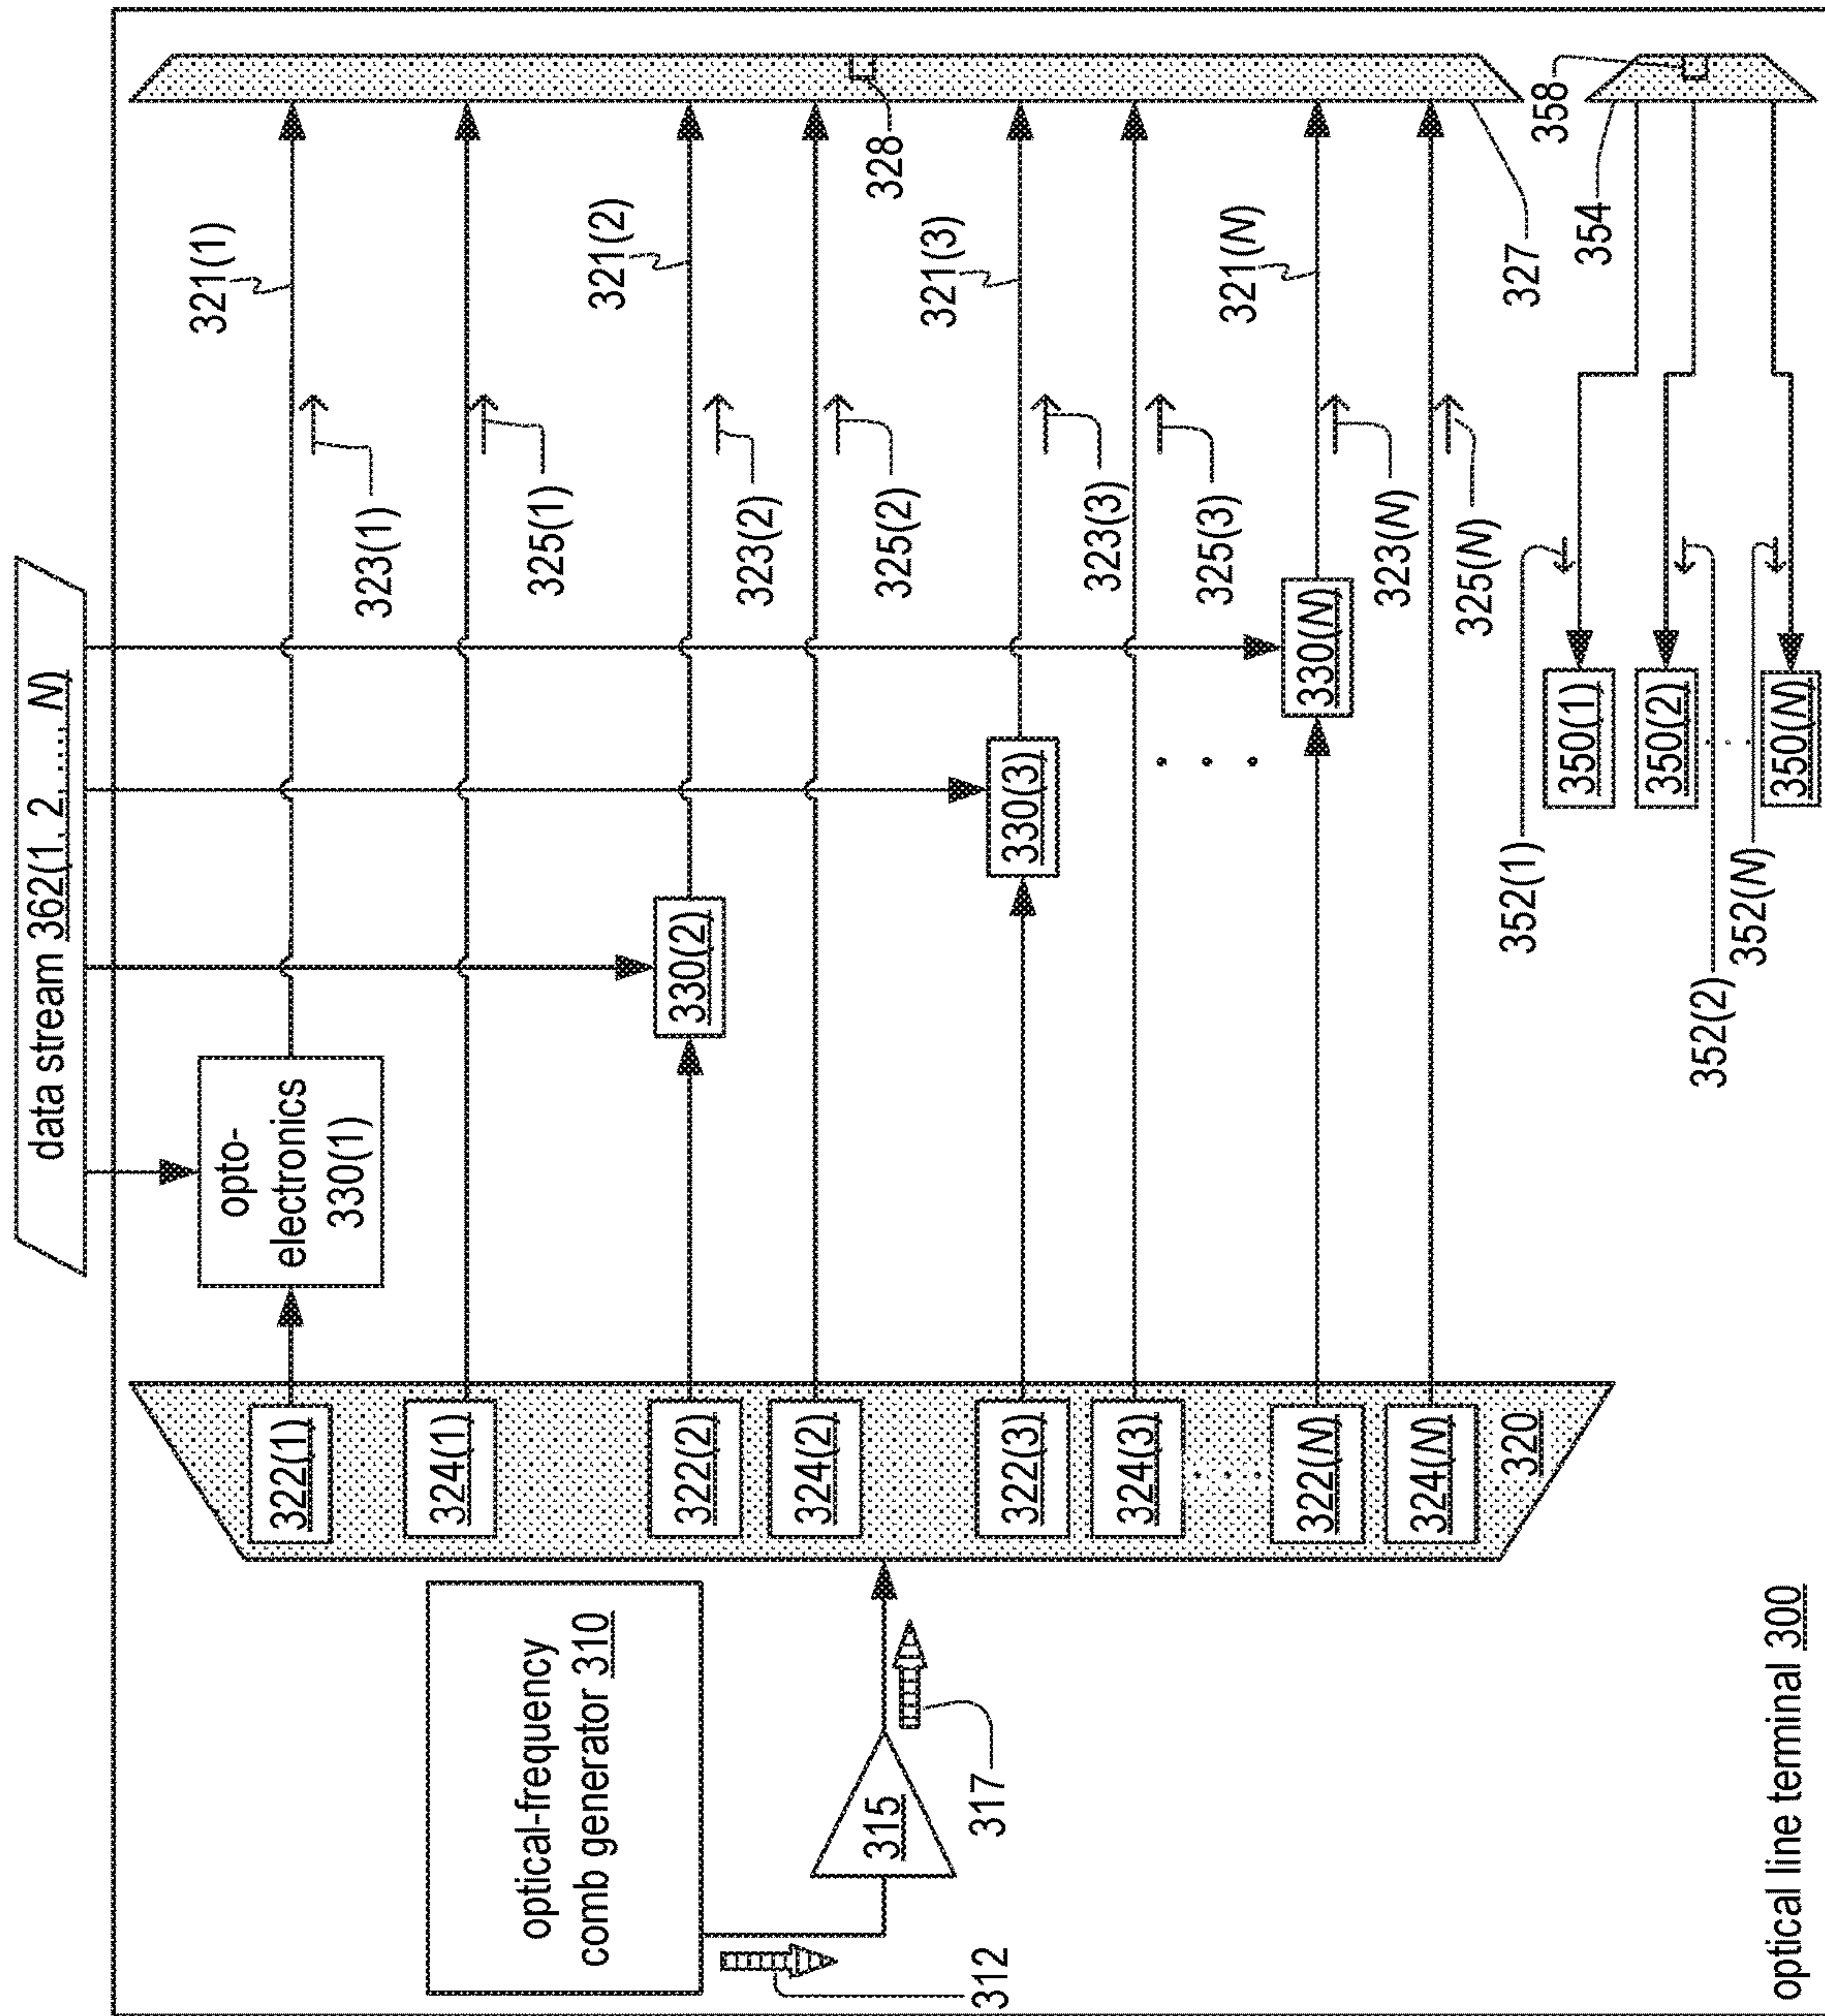 data stream 362(1, 2, ..., N)
opto-
electronics
330(1)
optical-frequency
comb generator 310
312
315
317
320
322(1)
324(1)
322(2)
324(2)
322(3)
324(3)
322(N)
324(N)
330(2)
330(3)
330(N)
321(1)
323(1)
325(1)
321(2)
323(2)
325(2)
328
321(3)
323(3)
325(3)
321(N)
323(N)
325(N)
327
354
358
352(1)
352(2)
352(N)
350(1)
350(2)
350(N)
optical line terminal 300